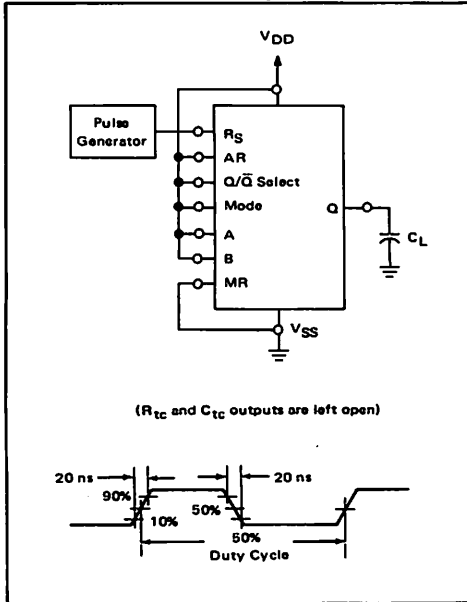 VDD
Pulse
Generator
RS
AR
Q/Q̅ Select
Mode
A
B
MR
Q
CL
VSS
(Rtc and Ctc outputs are left open)
20 ns
20 ns
90%
10%
50%
50%
Duty Cycle